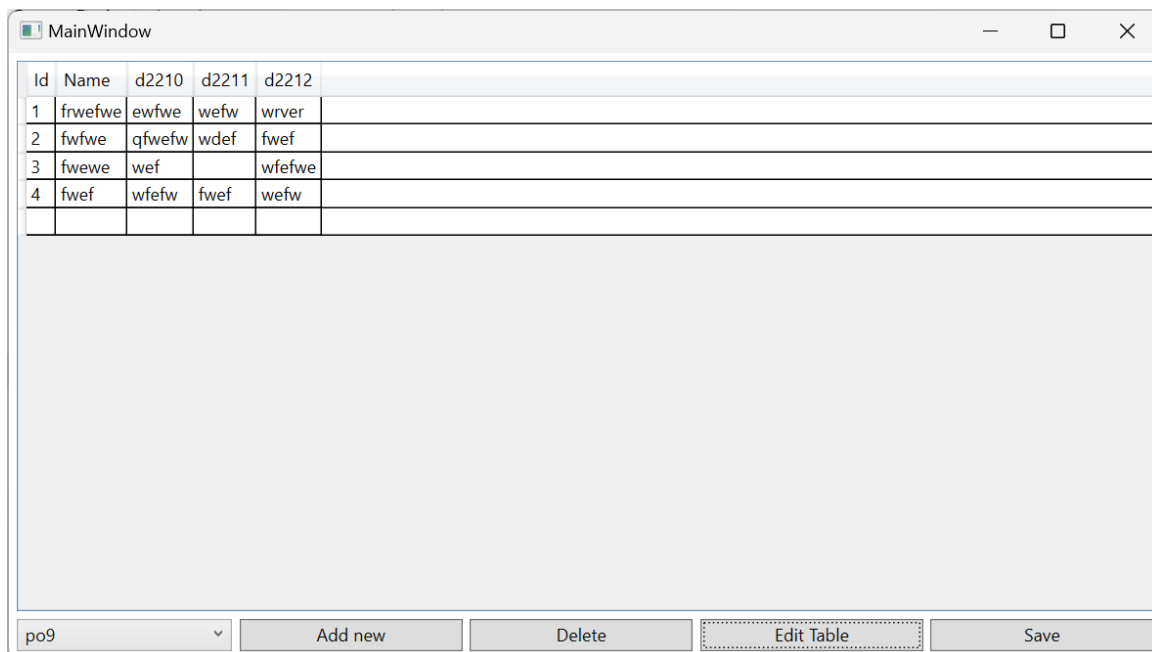 MainWindow
Id Name d2210 d2211 d2212
1 frwefwe ewfwe wefw wrver
2 fwfwe qfwefw wdef fwef
3 fwewe wef wfefwe
4 fwef wfefw fwef wefw
po9 Add new Delete Edit Table Save